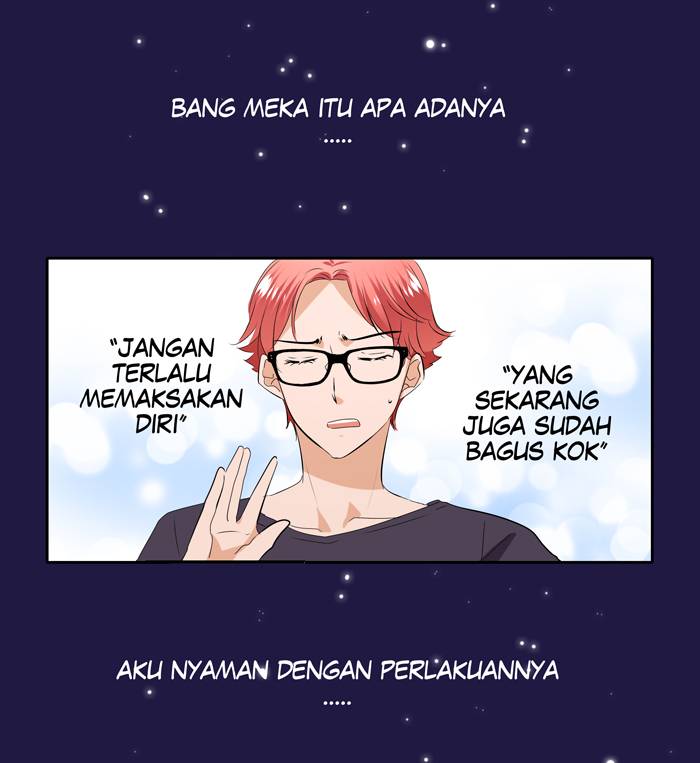 BANG MEKA ITU APA ADANYA
.....
"JANGAN
TERLALU
MEMAKSAKAN
DIRI"
"YANG
SEKARANG
JUGA SUDAH
BAGUS KOK"
AKU NYAMAN DENGAN PERLAKUANNYA
.....